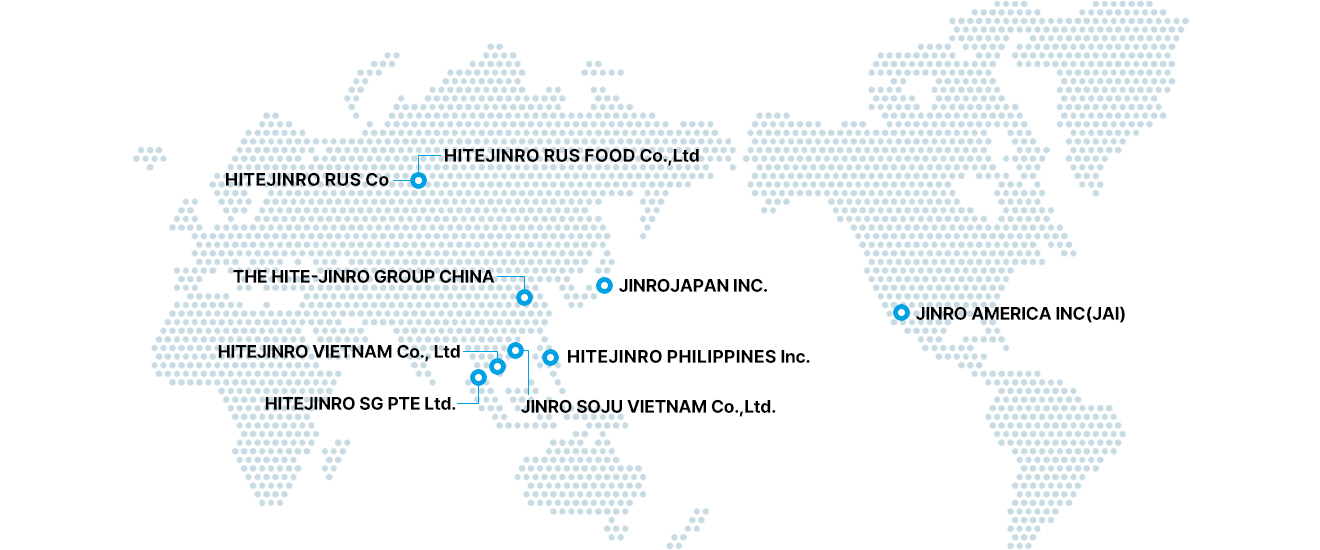 HITEJINRO RUS FOOD Co.,Ltd
HITEJINRO RUS Co
THE HITE-JINRO GROUP CHINA
JINROJAPAN INC.
JINRO AMERICA INC(JAI)
HITEJINRO VIETNAM Co., Ltd
HITEJINRO PHILIPPINES Inc.
HITEJINRO SG PTE Ltd.
JINRO SOJU VIETNAM Co.,Ltd.